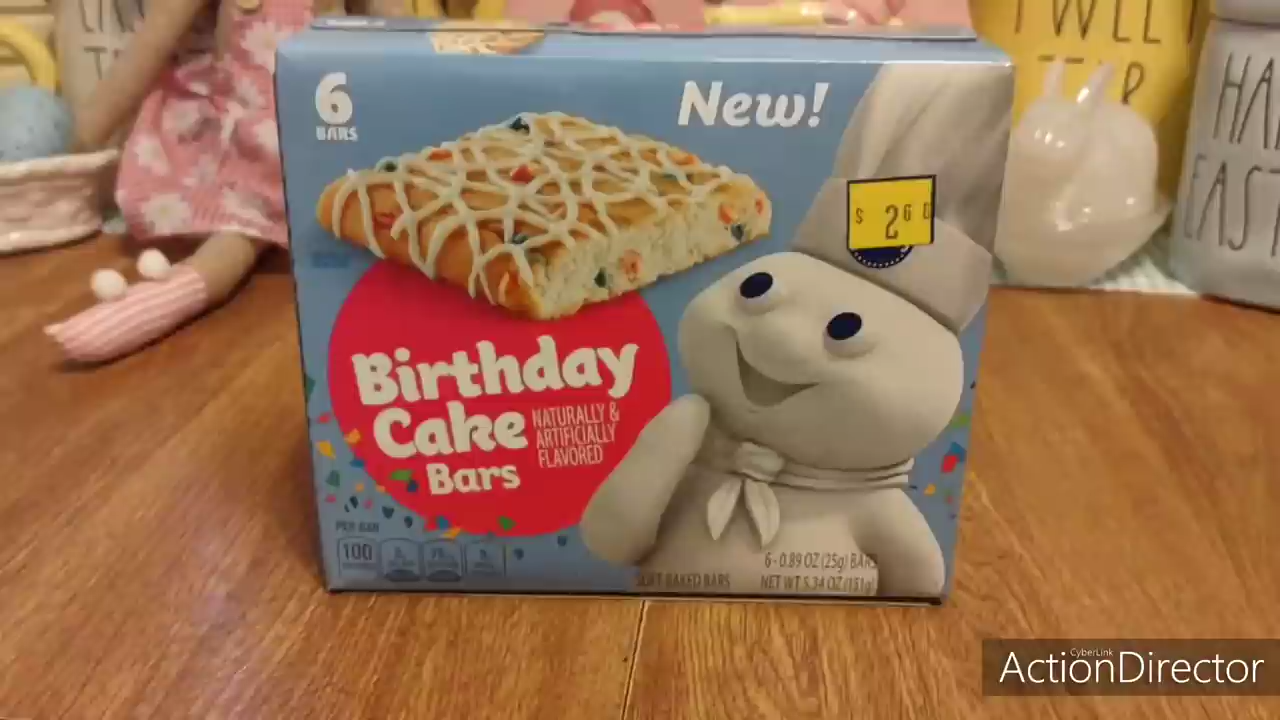 6
BARS
New!
$ 2
Birthday
Cake
NATURALLY &
ARTIFICIALLY
FLAVORED
Bars
PER BAR
100
6 - 0.89 OZ (25g) BARS
SOFT BAKED BARS
NET WT 5.34 OZ (151g)
CyberLink
ActionDirector